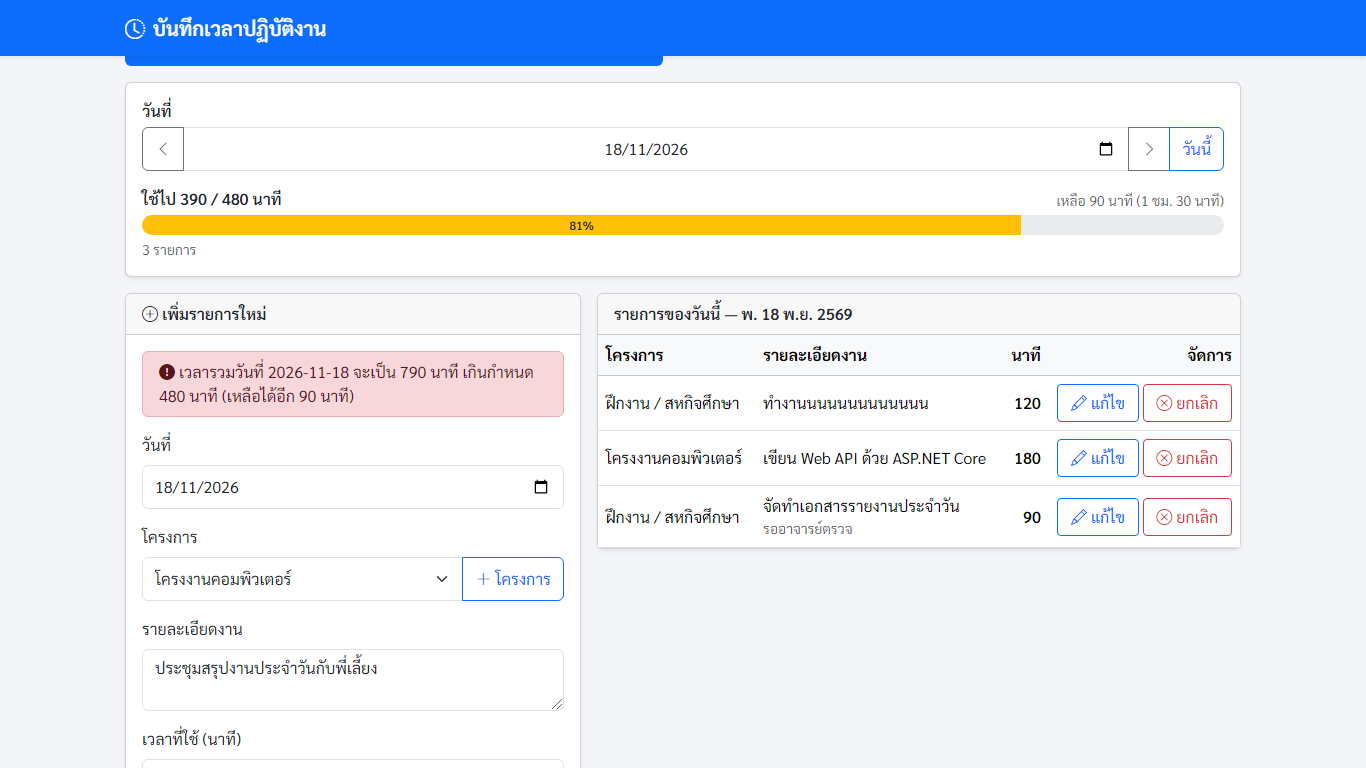 บันทึกเวลาปฏิบัติงาน
วันที่
18/11/2026
วันนี้
ใช้ไป 390 / 480 นาที
เหลือ 90 นาที (1 ชม. 30 นาที)
81%
3 รายการ
เพิ่มรายการใหม่
เวลารวมวันที่ 2026-11-18 จะเป็น 790 นาที เกินกำหนด
480 นาที (เหลือได้อีก 90 นาที)
วันที่
18/11/2026
โครงการ
โครงงานคอมพิวเตอร์
+ โครงการ
รายละเอียดงาน
ประชุมสรุปงานประจำวันกับพี่เลี้ยง
เวลาที่ใช้ (นาที)
รายการของวันนี้ — พ. 18 พ.ย. 2569
โครงการ รายละเอียดงาน นาที จัดการ
ฝึกงาน / สหกิจศึกษา ทำงานนนนนนนนนนนนน 120 แก้ไข ยกเลิก
โครงงานคอมพิวเตอร์ เขียน Web API ด้วย ASP.NET Core 180 แก้ไข ยกเลิก
ฝึกงาน / สหกิจศึกษา จัดทำเอกสารรายงานประจำวัน 90 แก้ไข ยกเลิก
รออาจารย์ตรวจ